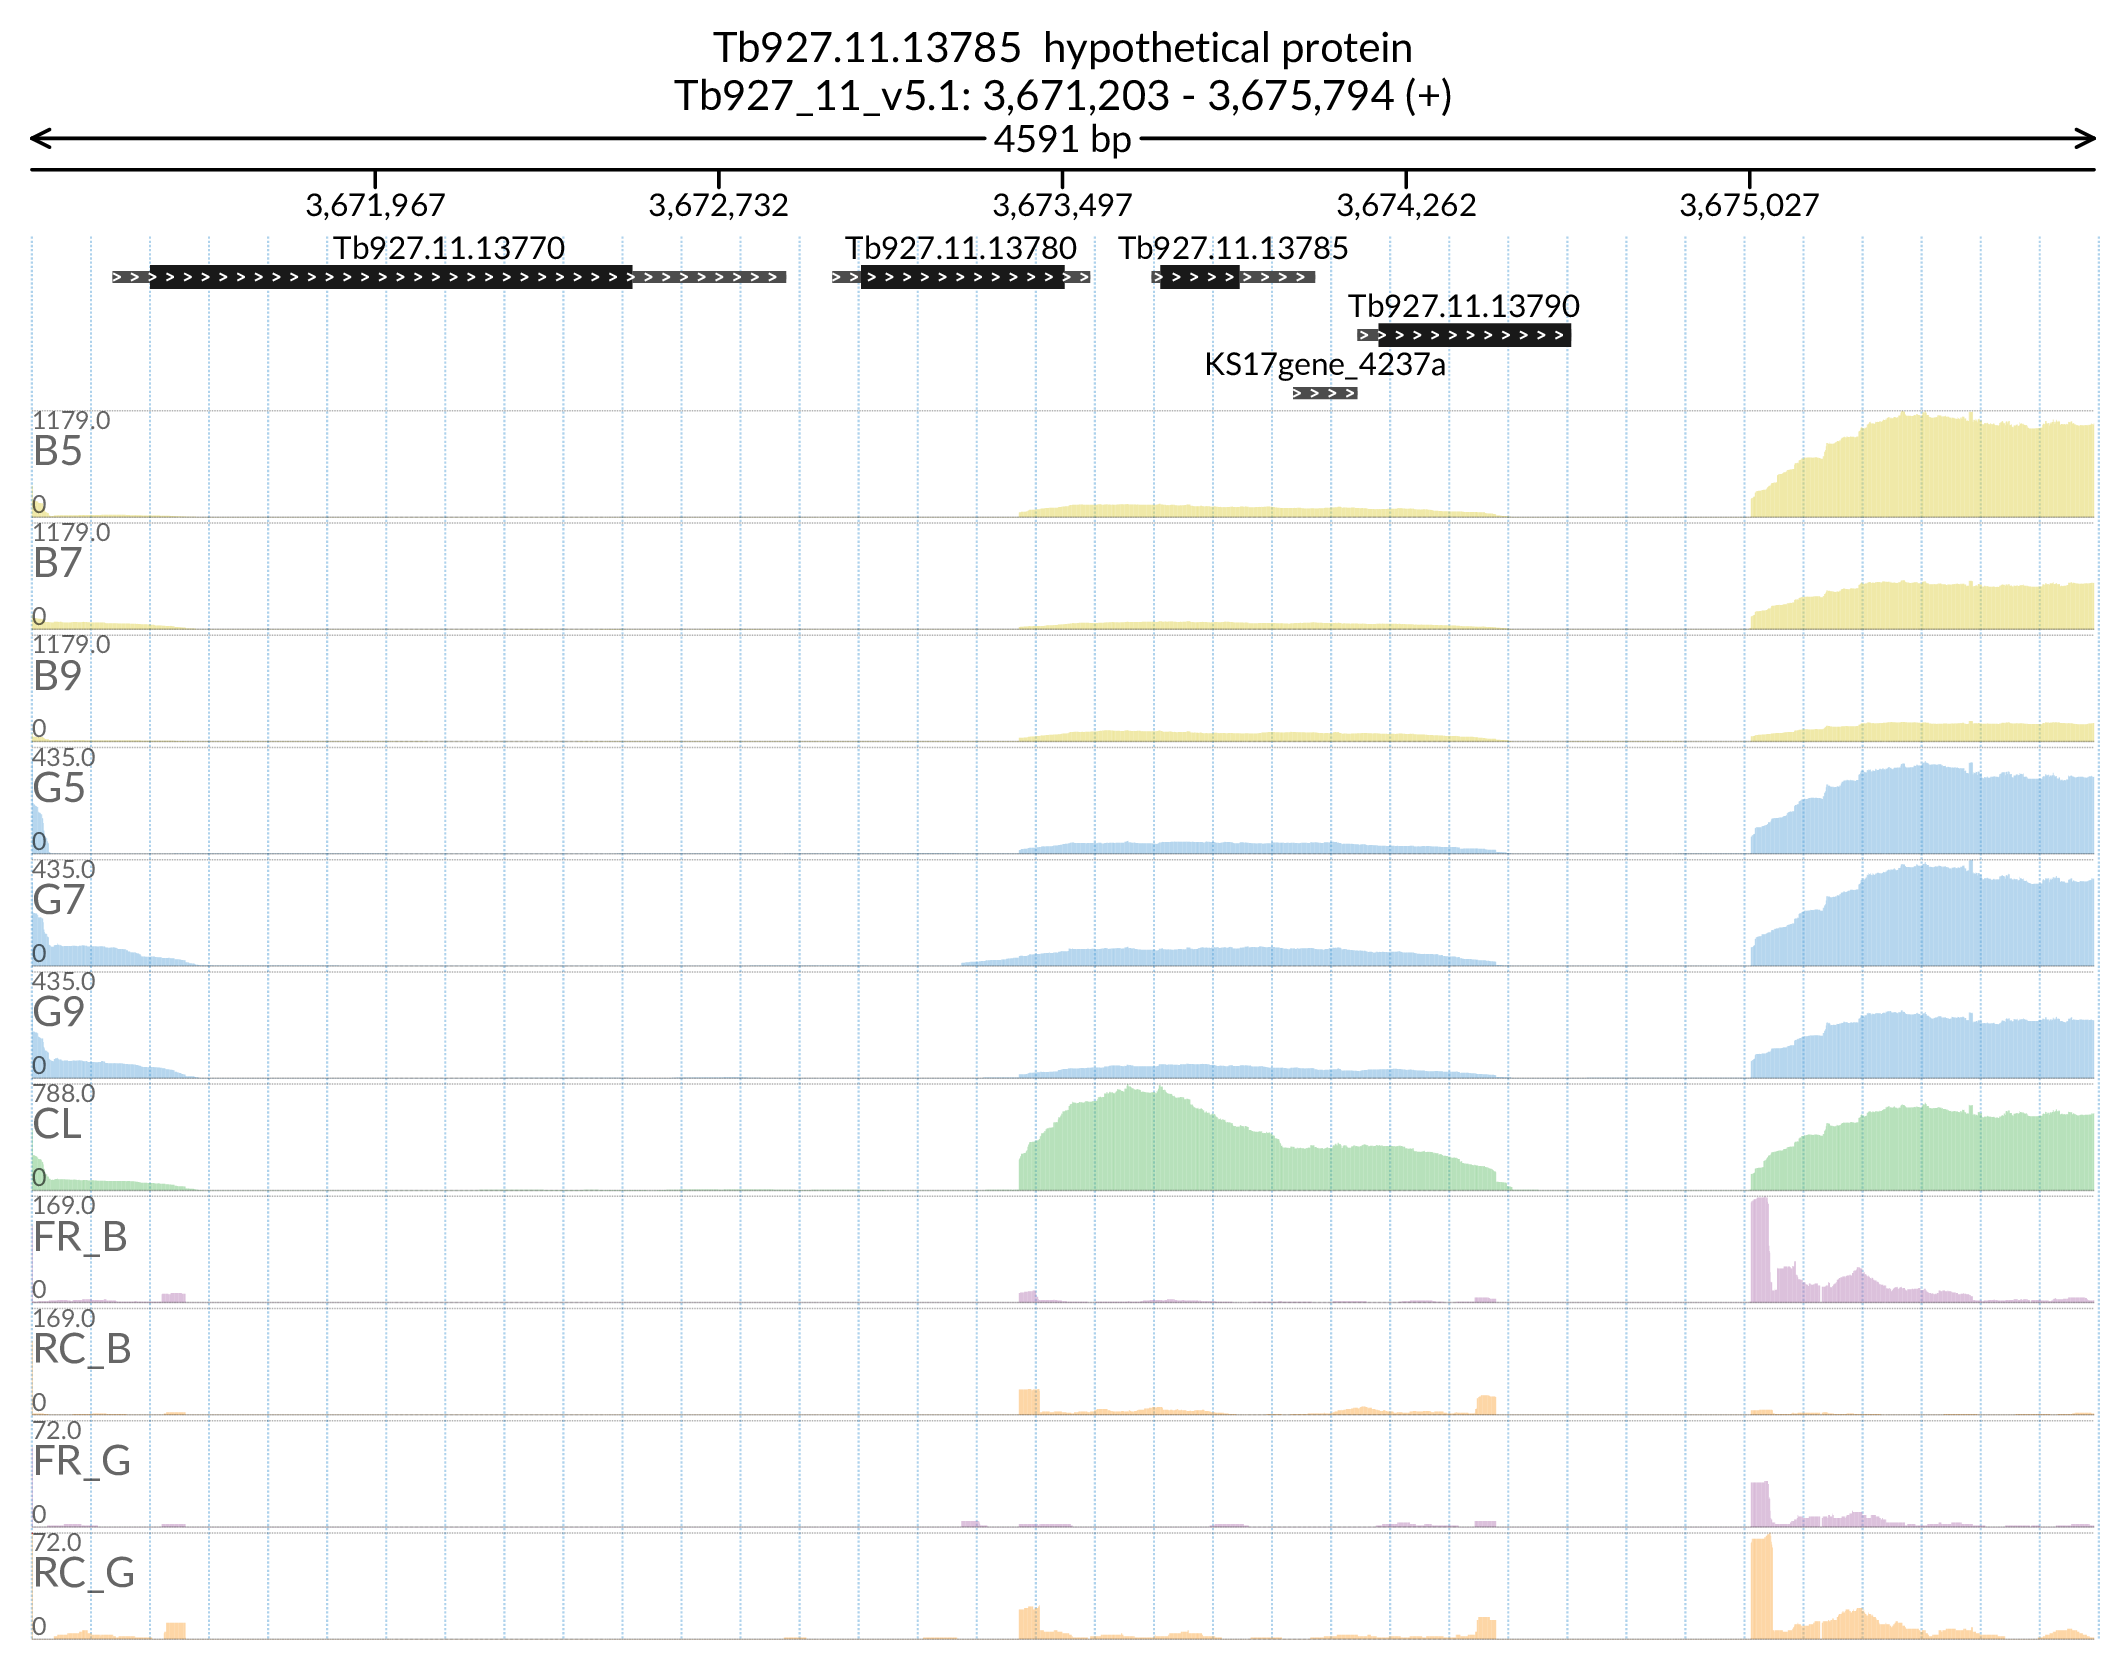 Tb927.11.13785  hypothetical protein
Tb927_11_v5.1: 3,671,203 - 3,675,794 (+)
4591 bp
3,671,967 3,672,732 3,673,497 3,674,262 3,675,027
Tb927.11.13770 Tb927.11.13780 Tb927.11.13785
Tb927.11.13790
KS17gene_4237a
1179.0
B5
0
1179.0
B7
0
1179.0
B9
0
435.0
G5
0
435.0
G7
0
435.0
G9
0
788.0
CL
0
169.0
FR_B
0
169.0
RC_B
0
72.0
FR_G
0
72.0
RC_G
0